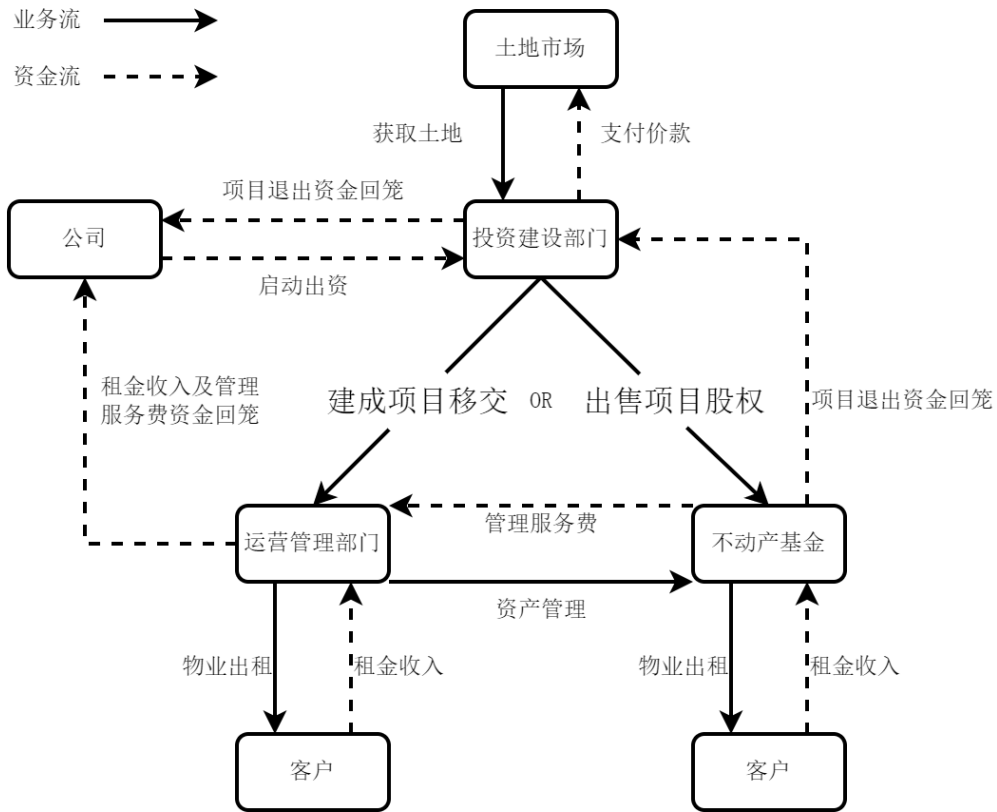 业务流
资金流
土地市场
获取土地
支付价款
项目退出资金回笼
公司
投资建设部门
启动出资
租金收入及管理
服务费资金回笼
建成项目移交 OR 出售项目股权
项目退出资金回笼
管理服务费
运营管理部门
不动产基金
资产管理
物业出租
租金收入
物业出租
租金收入
客户
客户